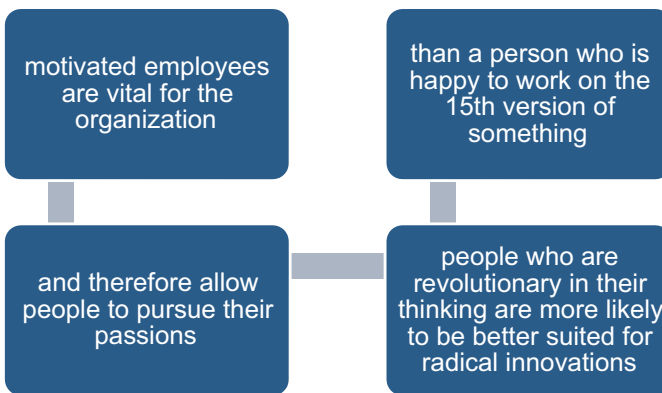 motivated employees
are vital for the
organization
and therefore allow
people to pursue their
passions
people who are
revolutionary in their
thinking are more likely
to be better suited for
radical innovations
than a person who is
happy to work on the
15th version of
something